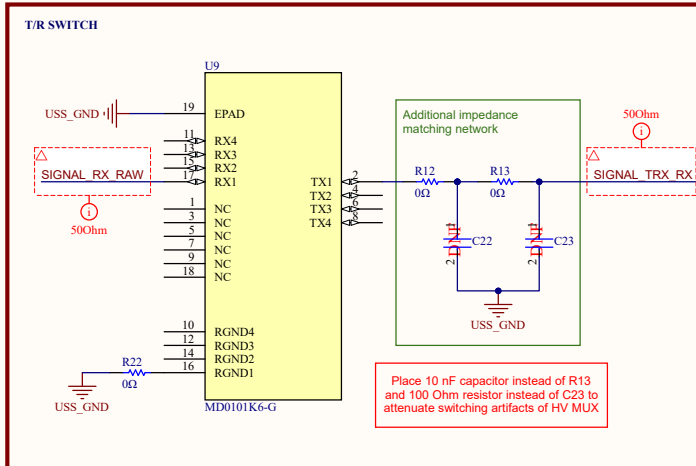 T/R SWITCH
U9
USS_GND
19
EPAD
11
RX4
13
RX3
15
RX2
SIGNAL_RX_RAW
17
RX1
i
50Ohm
1
NC
3
NC
5
NC
7
NC
9
NC
18
NC
TX1
2
TX2
4
TX3
6
TX4
8
Additional impedance
matching network
R12
0Ω
R13
0Ω
1
2
DNI
C22
1
2
DNI
C23
USS_GND
50Ohm
i
SIGNAL_TRX_RX
10
RGND4
12
RGND3
14
RGND2
16
RGND1
R22
0Ω
USS_GND
MD0101K6-G
Place 10 nF capacitor instead of R13
and 100 Ohm resistor instead of C23 to
attenuate switching artifacts of HV MUX